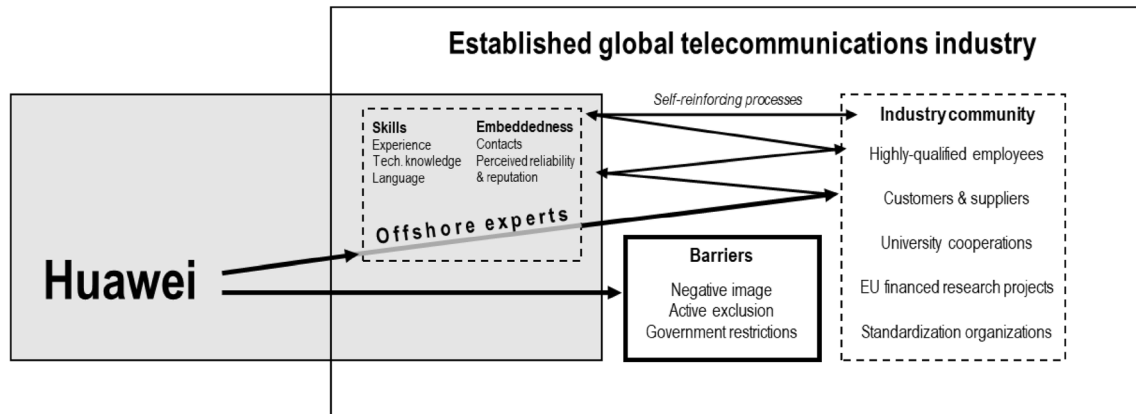 Established global telecommunications industry
Self-reinforcing processes
Skills
Experience
Tech. knowledge
Language
Embeddedness
Contacts
Perceived reliability
& reputation
Offshore experts
Huawei
Barriers
Negative image
Active exclusion
Government restrictions
Industry community
Highly-qualified employees
Customers & suppliers
University cooperations
EU financed research projects
Standardization organizations